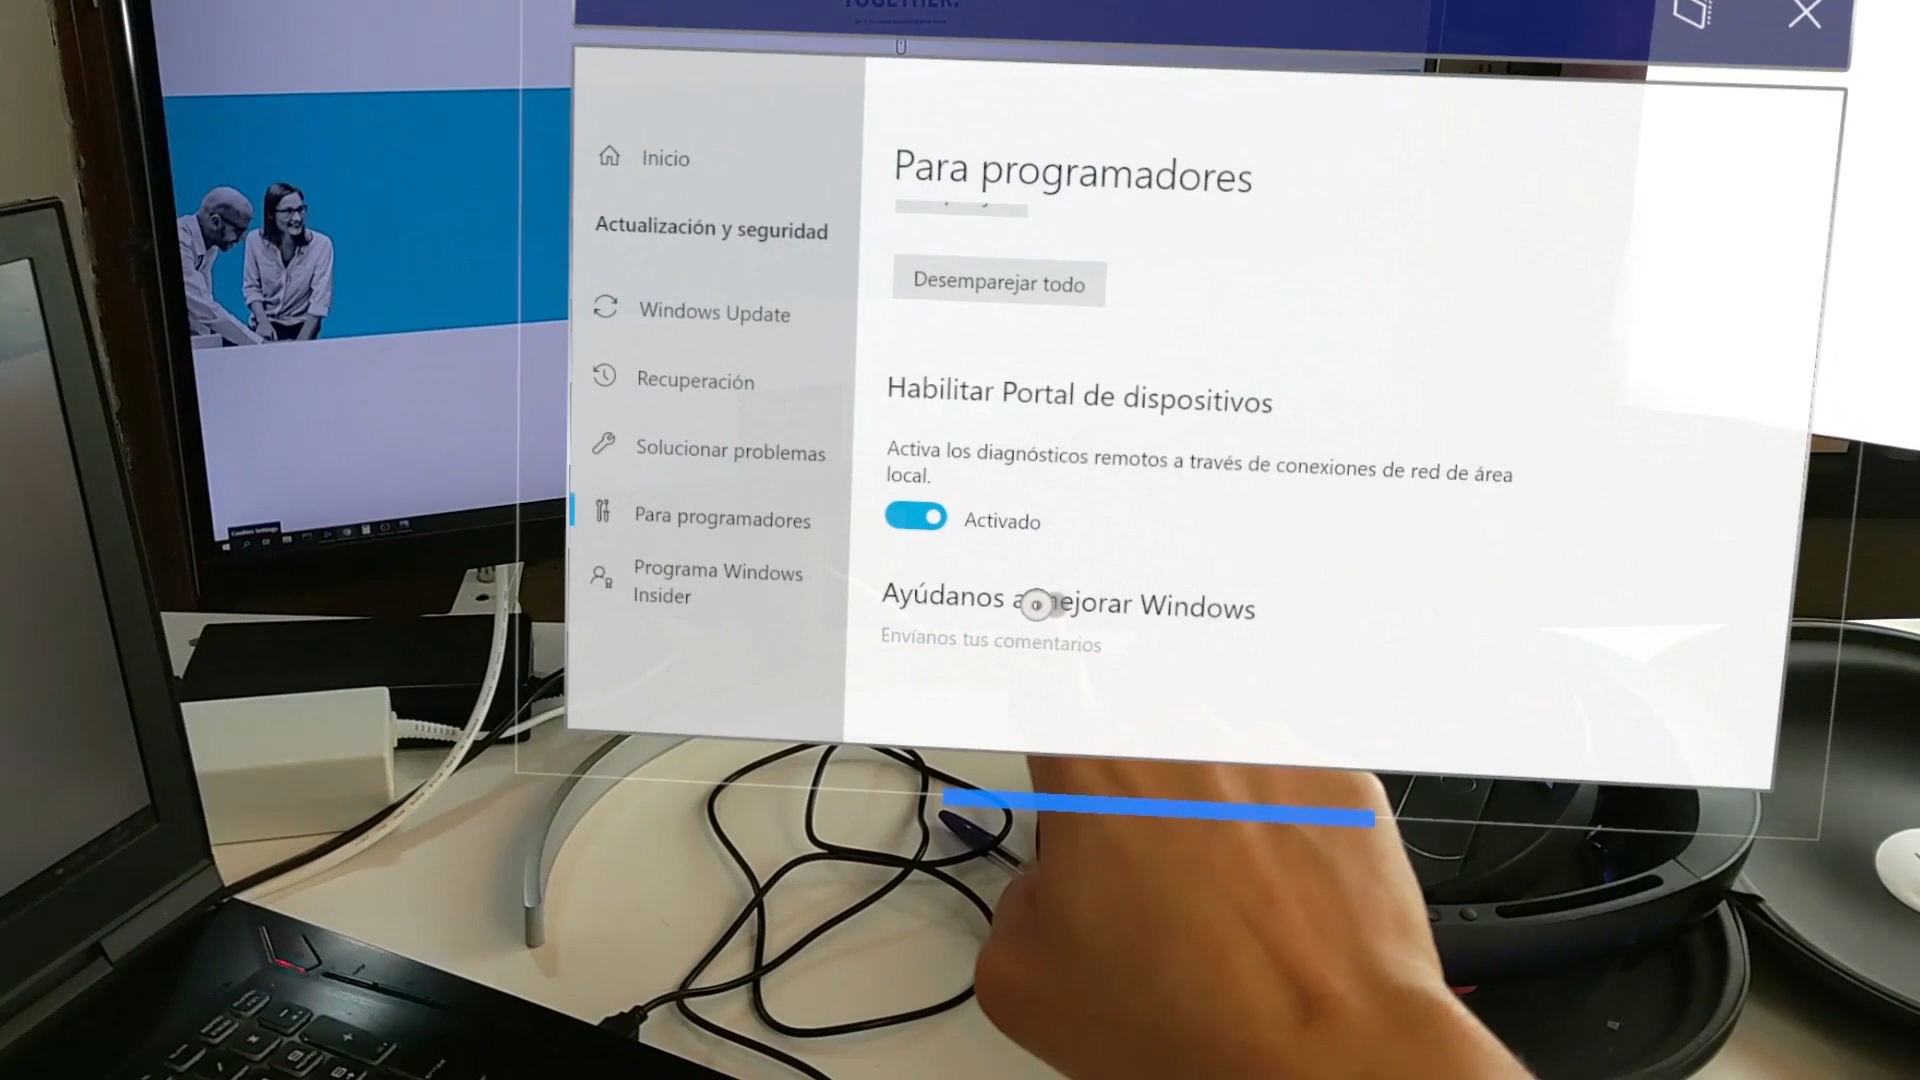 TOGETHER.
Inicio
Actualización y seguridad
Windows Update
Recuperación
Solucionar problemas
Para programadores
Programa Windows
Insider
Para programadores
Desemparejar todo
Habilitar Portal de dispositivos
Activa los diagnósticos remotos a través de conexiones de red de área
local.
Activado
Ayúdanos a mejorar Windows
Envíanos tus comentarios